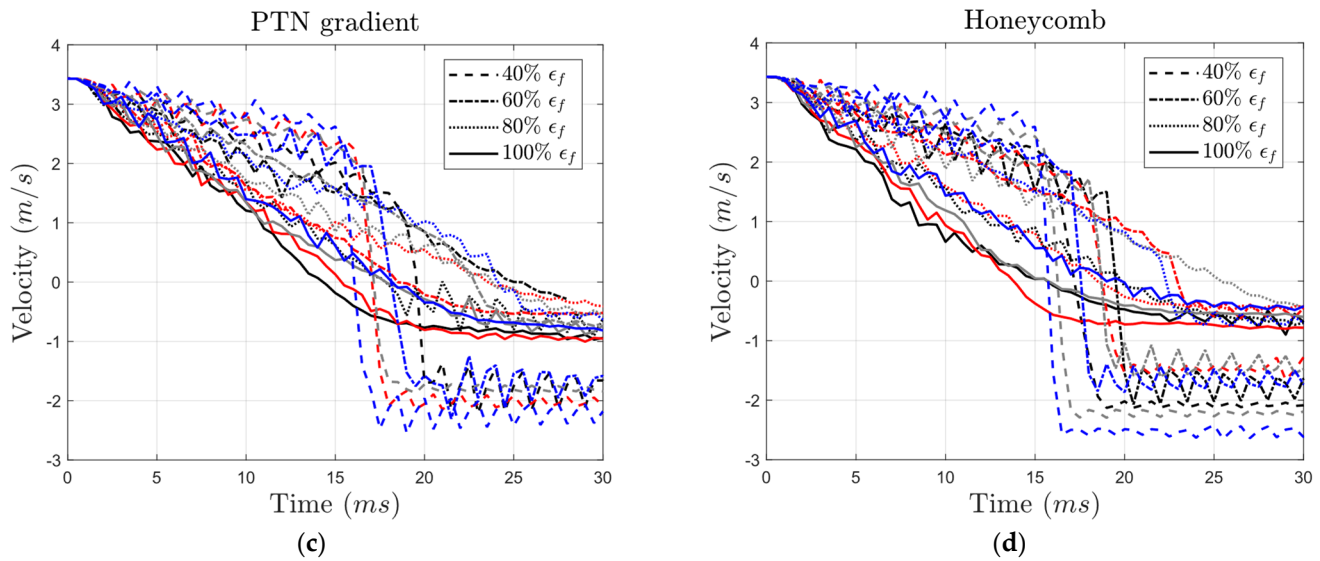 PTN gradient
4
3
2
1
0
-1
-2
-3
0 5 10 15 20 25 30
Velocity (m/s)
Time (ms)
40% ϵf
60% ϵf
80% ϵf
100% ϵf
(c)
Honeycomb
4
3
2
1
0
-1
-2
-3
0 5 10 15 20 25 30
Velocity (m/s)
Time (ms)
40% ϵf
60% ϵf
80% ϵf
100% ϵf
(d)